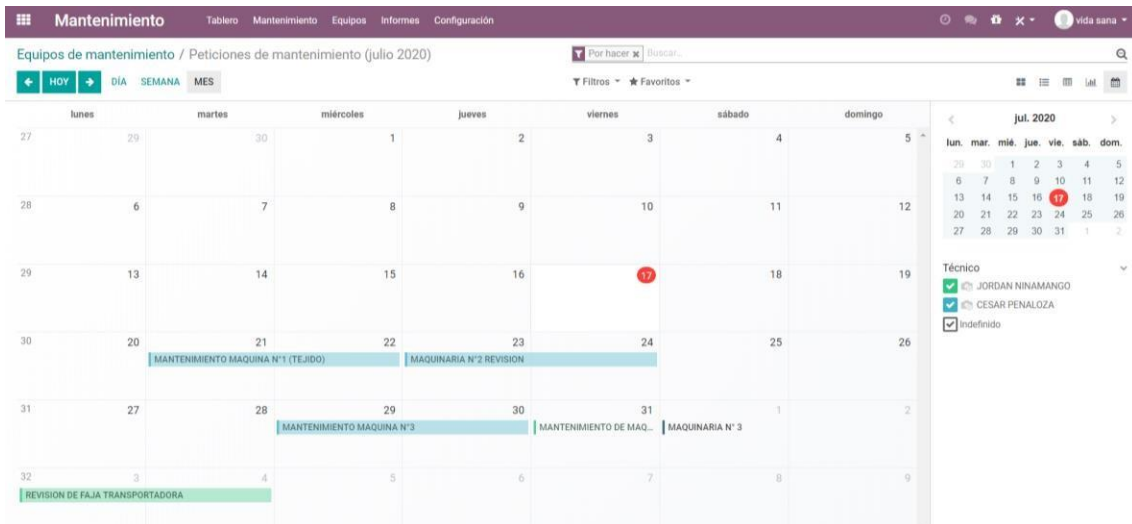 Mantenimiento Tablero Mantenimiento Equipos Informes Configuración vida sana
Equipos de mantenimiento / Peticiones de mantenimiento (julio 2020) Por hacer x Buscar...
HOY DÍA SEMANA MES Filtros Favoritos
lunes martes miércoles jueves viernes sábado domingo
27 29 30 1 2 3 4 5
28 6 7 8 9 10 11 12
29 13 14 15 16 17 18 19
30 20 21 22 23 24 25 26
MANTENIMIENTO MAQUINA N°1 (TEJIDO) MAQUINARIA N°2 REVISION
31 27 28 29 30 31 1 2
MANTENIMIENTO MAQUINA N°3 MANTENIMIENTO DE MAQ... MAQUINARIA N° 3
32 3 4 5 6 7 8 9
REVISION DE FAJA TRANSPORTADORA
jul. 2020
lun. mar. mié. jue. vie. sáb. dom.
29 30 1 2 3 4 5
6 7 8 9 10 11 12
13 14 15 16 17 18 19
20 21 22 23 24 25 26
27 28 29 30 31 1 2
Técnico
JORDAN NINAMANGO
CESAR PENALOZA
Indefinido